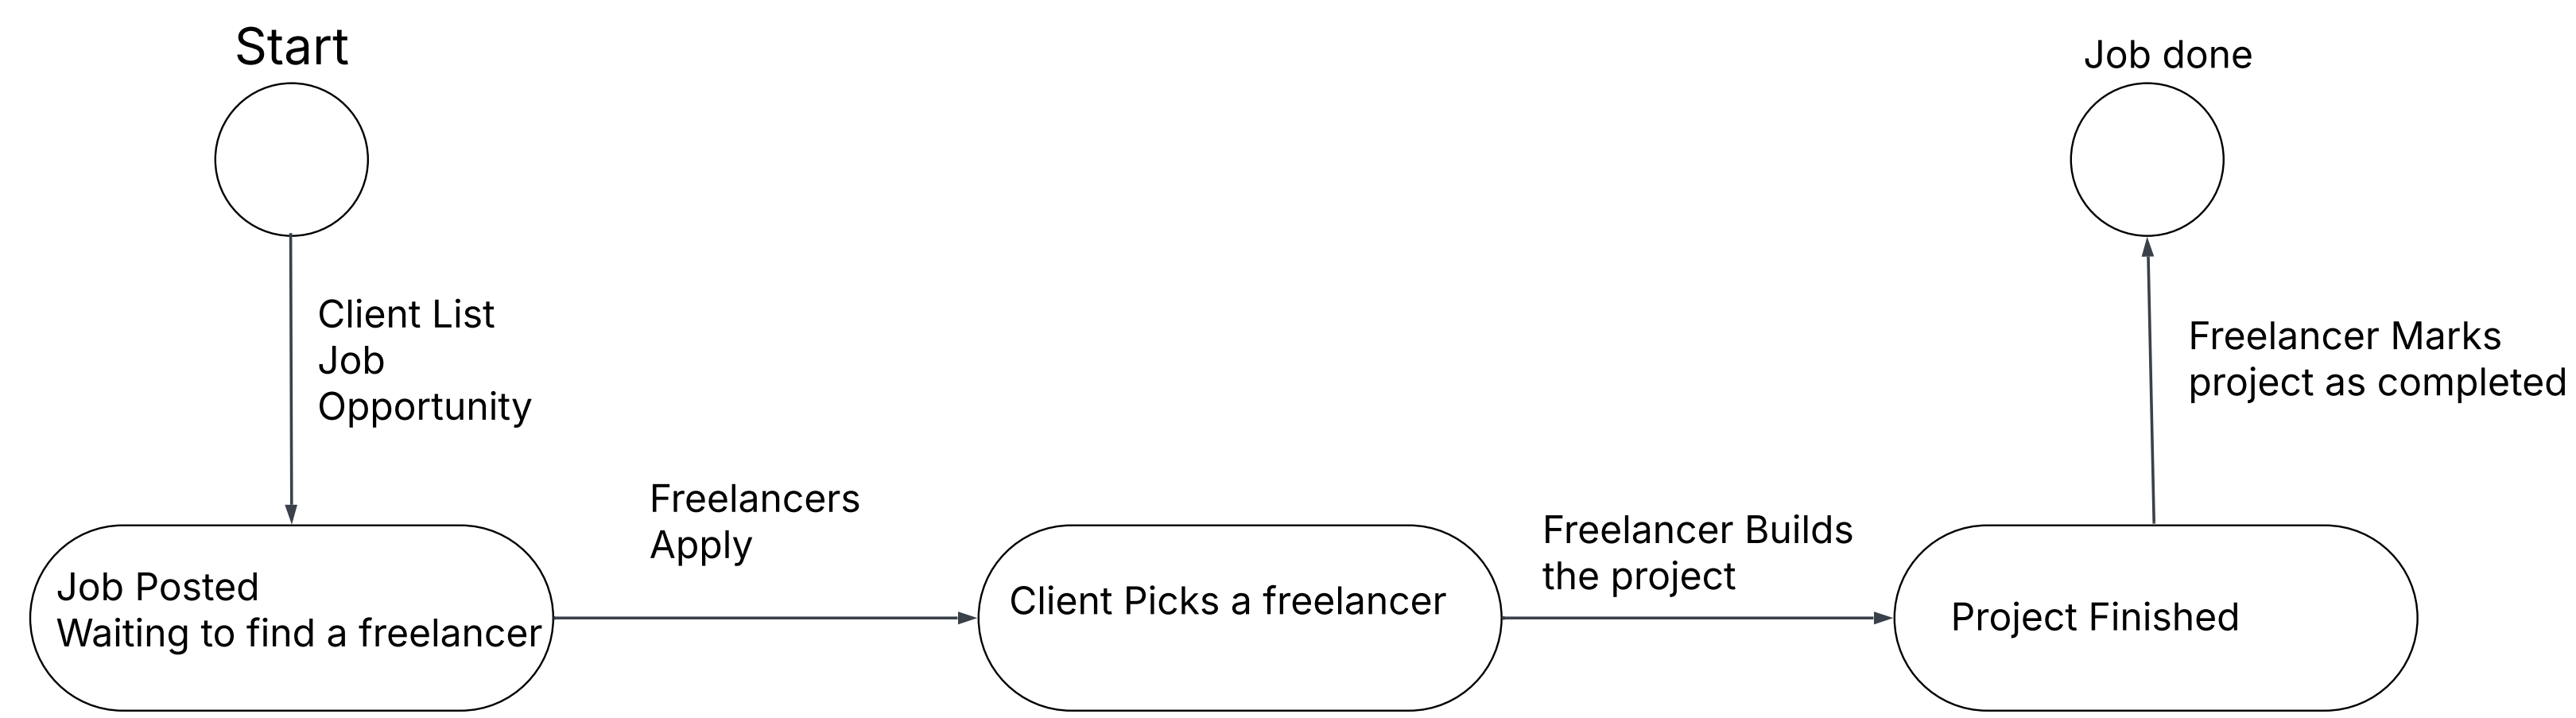 Start
Client List
Job
Opportunity
Job Posted
Waiting to find a freelancer
Freelancers
Apply
Client Picks a freelancer
Freelancer Builds
the project
Project Finished
Freelancer Marks
project as completed
Job done